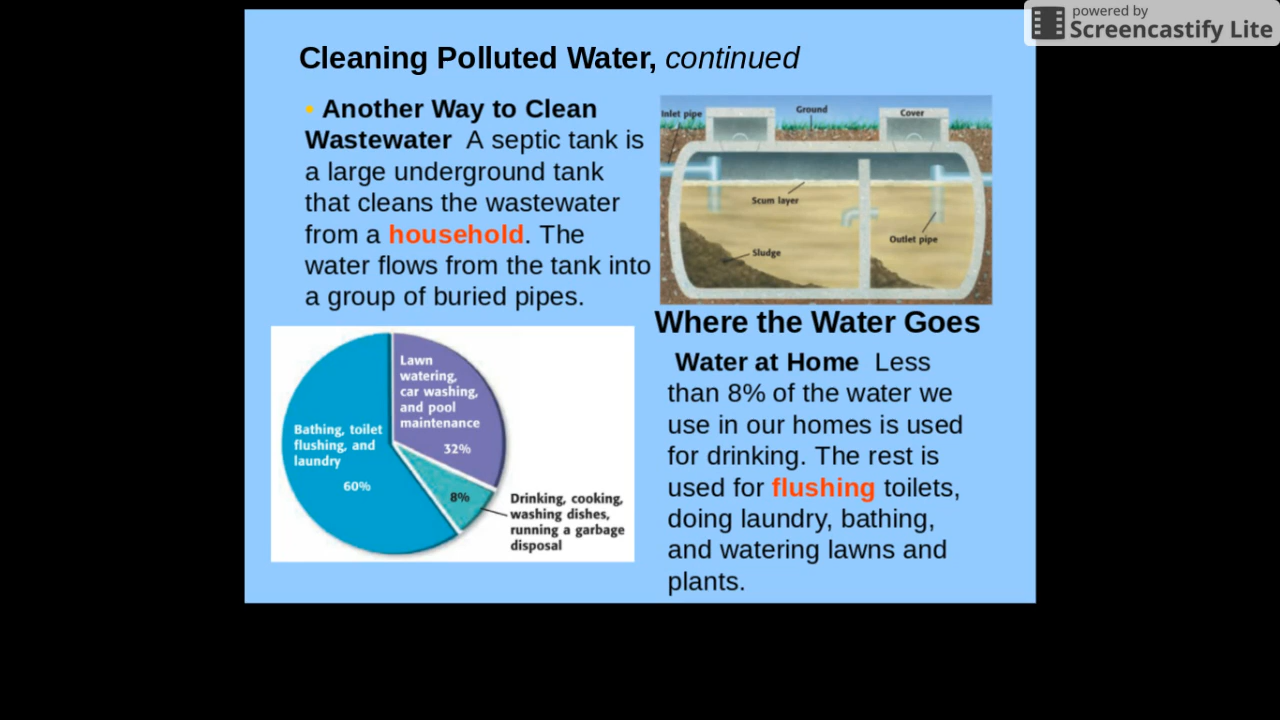 powered by
Screencastify Lite
Cleaning Polluted Water, continued
• Another Way to Clean
Wastewater A septic tank is
a large underground tank
that cleans the wastewater
from a household. The
water flows from the tank into
a group of buried pipes.
Inlet pipe
Ground
Cover
Scum layer
Outlet pipe
Sludge
Where the Water Goes
Water at Home Less
than 8% of the water we
use in our homes is used
for drinking. The rest is
used for flushing toilets,
doing laundry, bathing,
and watering lawns and
plants.
Lawn
watering,
car washing,
and pool
maintenance
32%
Bathing, toilet
flushing, and
laundry
60%
8%
Drinking, cooking,
washing dishes,
running a garbage
disposal